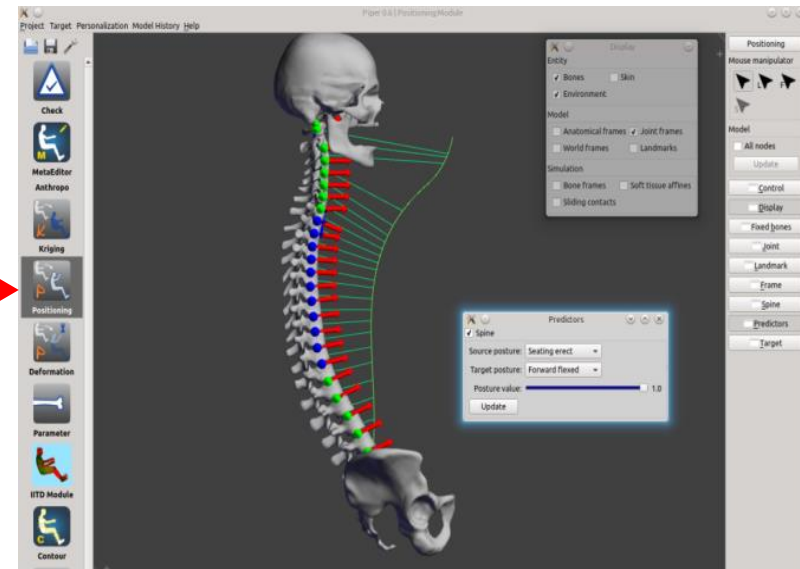 Piper 0.6 | Positioning Module
Project Target Personalization Model History Help
Check
MetaEditor
Anthropo
Kriging
Positioning
Deformation
Parameter
IITD Module
Contour
Display
Entity
Bones Skin
Environment
Model
Anatomical frames Joint frames
World frames Landmarks
Simulation
Bone frames Soft tissue affines
Sliding contacts
Predictors
Spine
Source posture: Seating erect
Target posture: Forward flexed
Posture value: 1.0
Update
Positioning
Mouse manipulator
Model
All nodes
Update
Control
Display
Fixed bones
Joint
Landmark
Frame
Spine
Predictors
Target